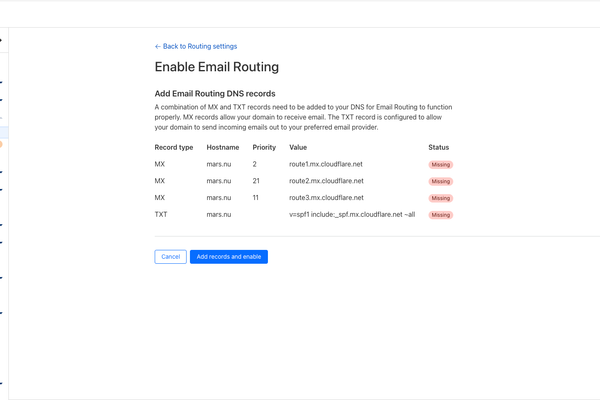 ← Back to Routing settings
Enable Email Routing
Add Email Routing DNS records
A combination of MX and TXT records need to be added to your DNS for Email Routing to function
properly. MX records allow your domain to receive email. The TXT record is configured to allow
your domain to send incoming emails out to your preferred email provider.
Record type Hostname Priority Value Status
MX mars.nu 2 route1.mx.cloudflare.net Missing
MX mars.nu 21 route2.mx.cloudflare.net Missing
MX mars.nu 11 route3.mx.cloudflare.net Missing
TXT mars.nu v=spf1 include:_spf.mx.cloudflare.net ~all Missing
Cancel Add records and enable